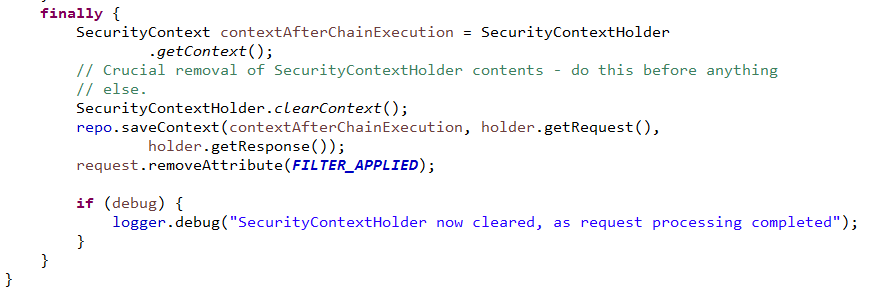 finally {
SecurityContext contextAfterChainExecution = SecurityContextHolder
.getContext();
// Crucial removal of SecurityContextHolder contents - do this before anything
// else.
SecurityContextHolder.clearContext();
repo.saveContext(contextAfterChainExecution, holder.getRequest(),
holder.getResponse());
request.removeAttribute(FILTER_APPLIED);
if (debug) {
logger.debug("SecurityContextHolder now cleared, as request processing completed");
}
}
}